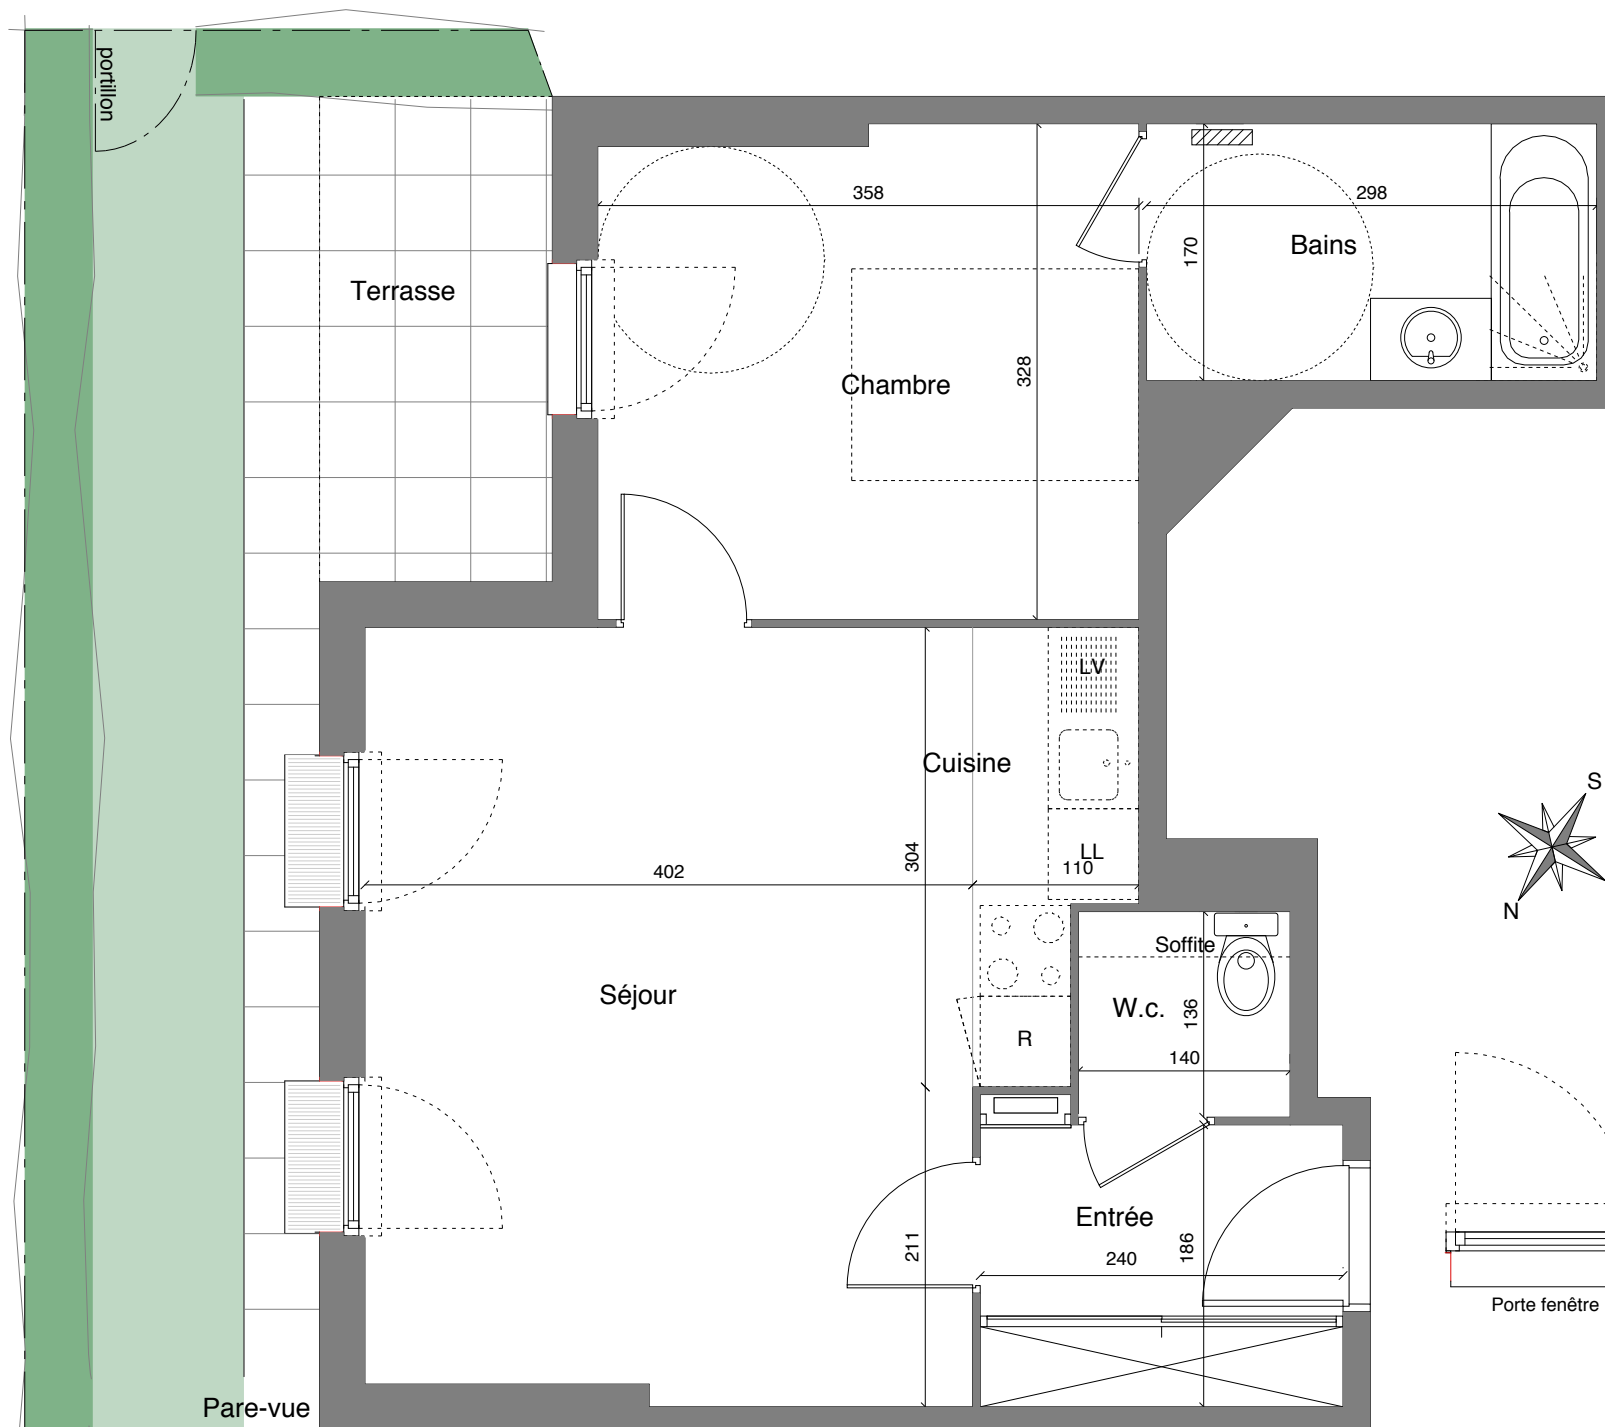 portillon
358
298
170
Bains
Terrasse
328
Chambre
LV
Cuisine
S
304
LL
402
110
N
Soffite
Séjour
W.c.
136
R
140
Entrée
211
186
240
Porte fenêtre
Pare-vue